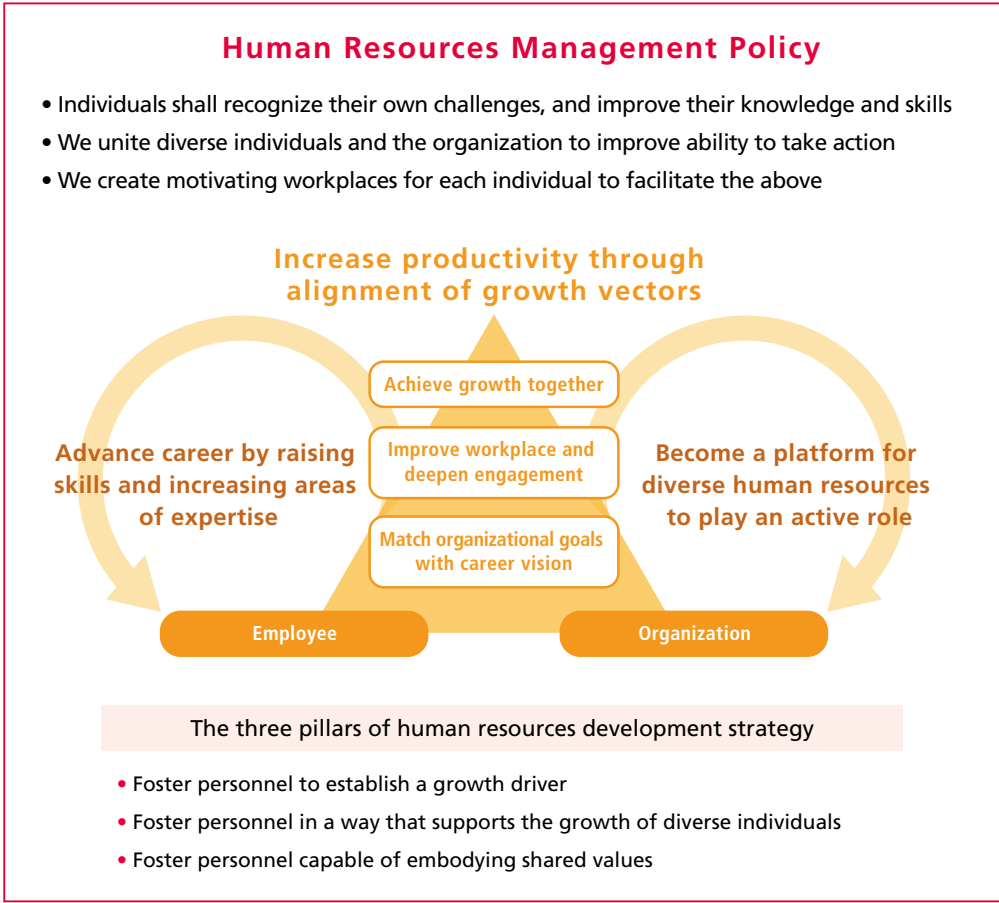 Human Resources Management Policy
• Individuals shall recognize their own challenges, and improve their knowledge and skills
• We unite diverse individuals and the organization to improve ability to take action
• We create motivating workplaces for each individual to facilitate the above
Increase productivity through
alignment of growth vectors
Achieve growth together
Improve workplace and
deepen engagement
Match organizational goals
with career vision
Advance career by raising
skills and increasing areas
of expertise
Become a platform for
diverse human resources
to play an active role
Employee
Organization
The three pillars of human resources development strategy
• Foster personnel to establish a growth driver
• Foster personnel in a way that supports the growth of diverse individuals
• Foster personnel capable of embodying shared values